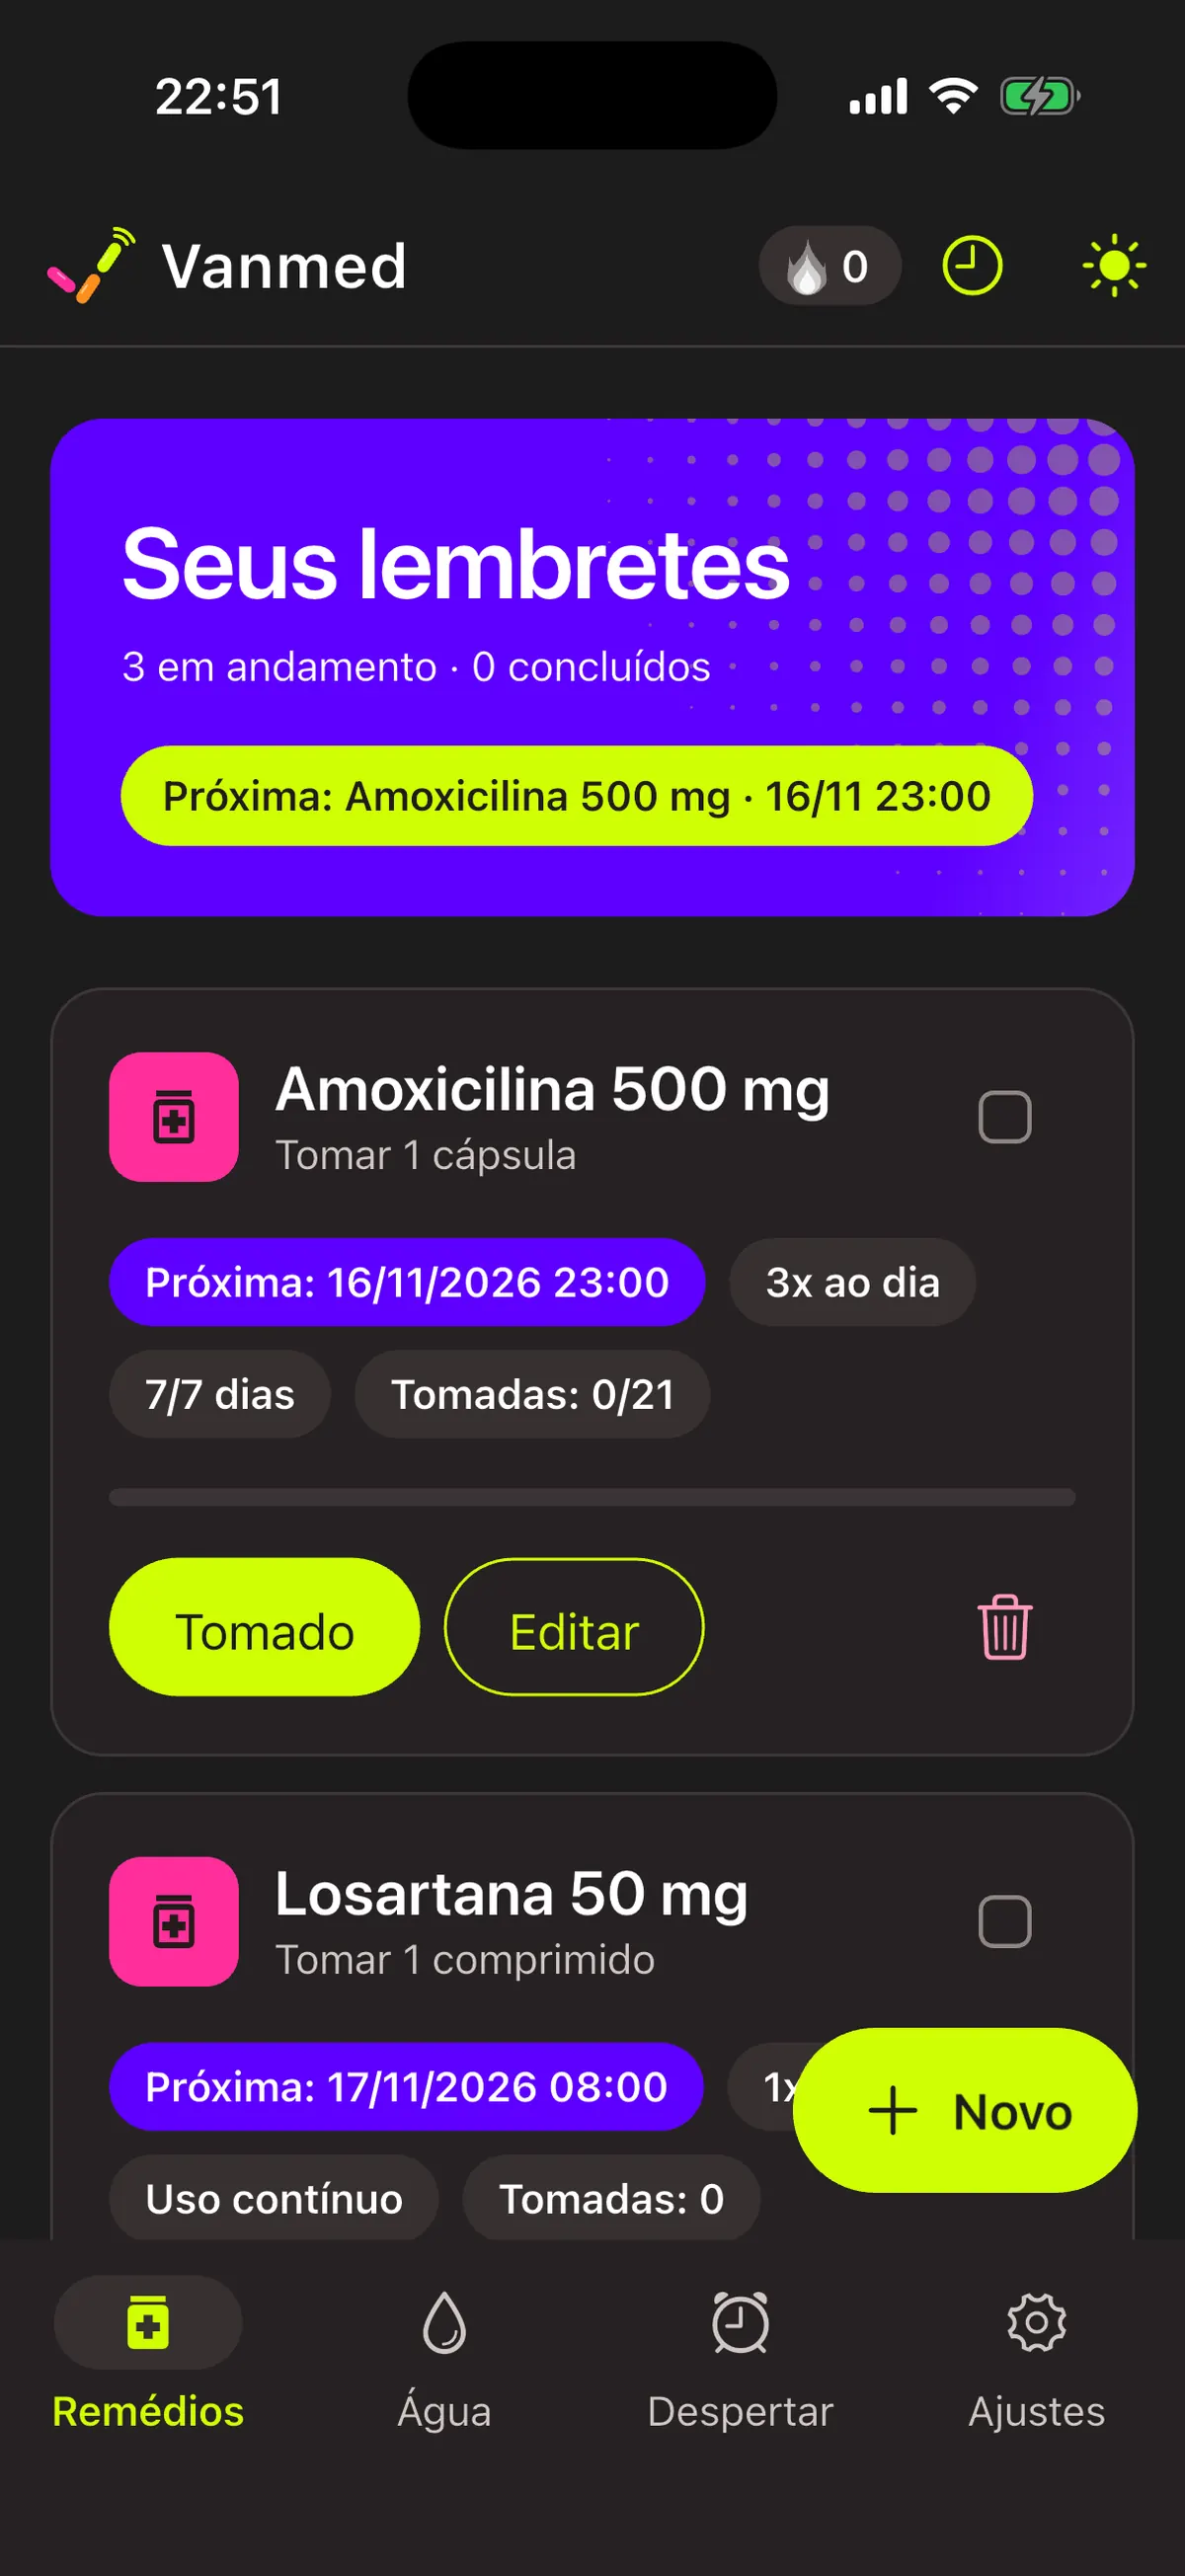 22:51
Vanmed
0
Seus lembretes
3 em andamento · 0 concluídos
Próxima: Amoxicilina 500 mg · 16/11 23:00
Amoxicilina 500 mg
Tomar 1 cápsula
Próxima: 16/11/2026 23:00
3x ao dia
7/7 dias
Tomadas: 0/21
Tomado
Editar
Losartana 50 mg
Tomar 1 comprimido
Próxima: 17/11/2026 08:00
1x
Novo
Uso contínuo
Tomadas: 0
Remédios
Água
Despertar
Ajustes